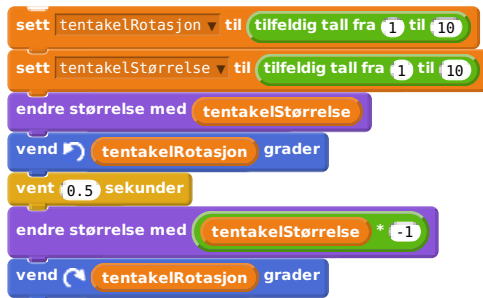 sett tentakelRotasjon ▼ til tilfeldig tall fra 1 til 10
sett tentakelStørrelse ▼ til tilfeldig tall fra 1 til 10
endre størrelse med tentakelStørrelse
vend tentakelRotasjon grader
vent 0.5 sekunder
endre størrelse med tentakelStørrelse * -1
vend tentakelRotasjon grader